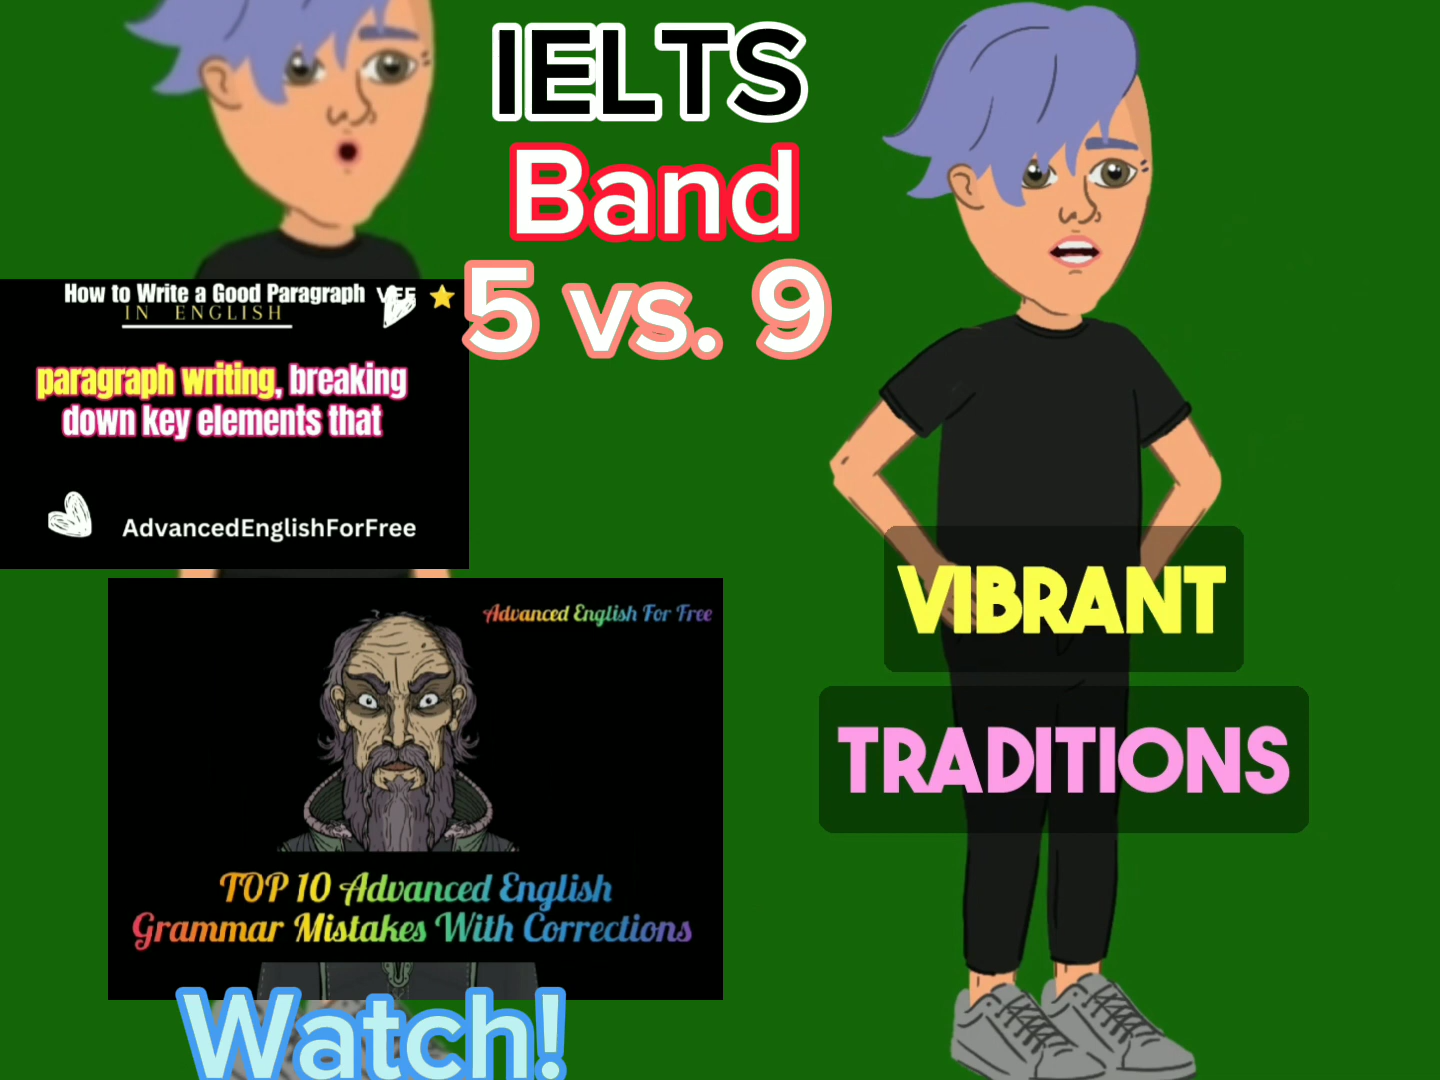 IELTS
Band
5 vs. 9
How to Write a Good Paragraph
IN ENGLISH
paragraph writing, breaking
down key elements that
AdvancedEnglishForFree
Advanced English For Free
TOP 10 Advanced English
Grammar Mistakes With Corrections
Watch!
VIBRANT
TRADITIONS